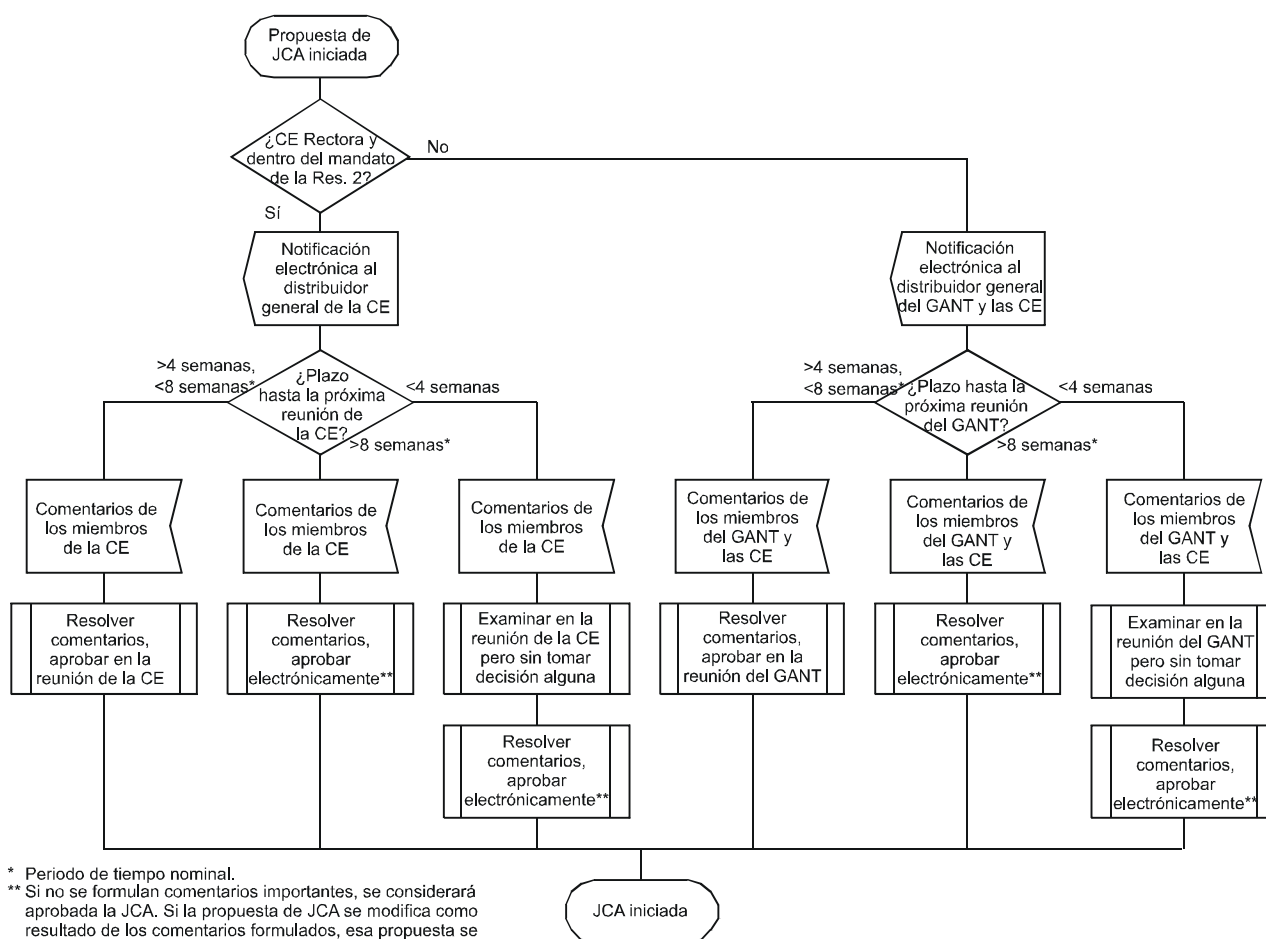 Propuesta de
JCA iniciada
¿CE Rectora y
dentro del mandato
de la Res. 2?
No
Sí
Notificación
electrónica al
distribuidor
general de la CE
Notificación
electrónica al
distribuidor general
del GANT y las CE
>4 semanas,
<8 semanas*
¿Plazo
hasta la próxima
reunión de
la CE?
<4 semanas
>8 semanas*
>4 semanas,
<8 semanas*
¿Plazo hasta la
próxima reunión
del GANT?
<4 semanas
>8 semanas*
Comentarios de
los miembros
de la CE
Comentarios de
los miembros
de la CE
Comentarios de
los miembros
de la CE
Comentarios de
los miembros
del GANT y
las CE
Comentarios de
los miembros
del GANT y
las CE
Comentarios de
los miembros
del GANT y
las CE
Resolver
comentarios,
aprobar en la
reunión de la CE
Resolver
comentarios,
aprobar
electrónicamente**
Examinar en la
reunión de la CE
pero sin tomar
decisión alguna
Resolver
comentarios,
aprobar en la
reunión del GANT
Resolver
comentarios,
aprobar
electrónicamente**
Examinar en la
reunión del GANT
pero sin tomar
decisión alguna
Resolver
comentarios,
aprobar
electrónicamente**
Resolver
comentarios,
aprobar
electrónicamente**
* Periodo de tiempo nominal.
** Si no se formulan comentarios importantes, se considerará
aprobada la JCA. Si la propuesta de JCA se modifica como
resultado de los comentarios formulados, esa propuesta se
JCA iniciada